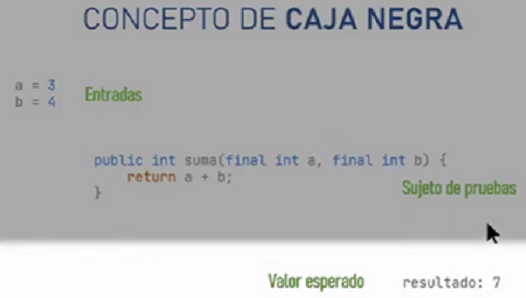 CONCEPTO DE CAJA NEGRA
a = 3
b = 4
Entradas
public int suma(final int a, final int b) {
return a + b;
}
Sujeto de pruebas
Valor esperado
resultado: 7